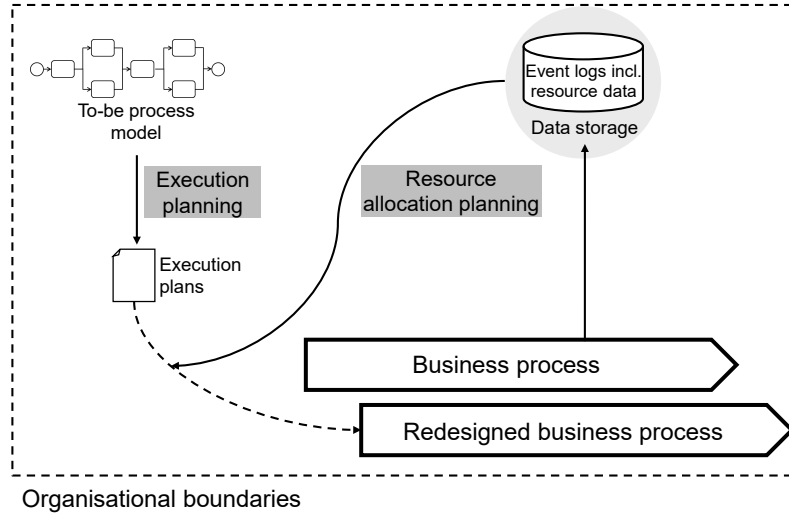 Event logs incl.
resource data
Data storage
To-be process
model
Execution
planning
Resource
allocation planning
Execution
plans
Business process
Redesigned business process
Organisational boundaries